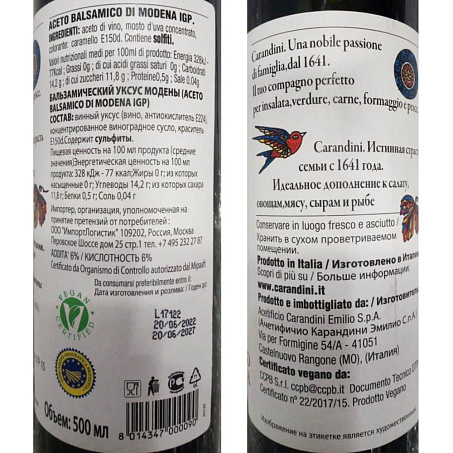 ACETO BALSAMICO DI MODENA IGP.
INGREDIENTI: aceto di vino, mosto d'uva concentrato,
colorante: caramello E150d. Contiene solfiti.
Valori nutrizionali medi per 100ml di prodotto: Energia 328kJ -
77Kcal; Grassi 0g ; di cui acidi grassi saturi 0g ; Carboidrati
14,2 g ; di cui zuccheri 11,8 g ; Proteine0,5g ; Sale 0,04g
БАЛЬЗАМИЧЕСКИЙ УКСУС МОДЕНЫ (ACETO
BALSAMICO DI MODENA IGP)
СОСТАВ: винный уксус (вино, антиокислитель E224),
концентрированное виноградное сусло, краситель
E150d.Содержит сульфиты.
Пищевая ценность на 100 мл продукта (средние
значения)Энергетическая ценность на 100 мл
продукта: 328 кДж - 77 ккал; Жиры 0 г; из них
насыщенные 0 г; Углеводы 14,2 г, из которых сахара
11,8г; Белки 0,5 г; Соль 0,04 г
Импортер, организация, уполномоченная на
принятие претензий от потребителей :
ООО "ИмпортЛогистик" 109202, Россия, Москва
Перовское Шоссе дом 25 стр.1, тел. +7 495 232 27 87
ACIDITA' 6% / КИСЛОТНОСТЬ 6%
Certificato da Organismo di Controllo autorizzato dal Mipaaft
Da consumarsi preferibilmente entro il
Дата изготовления и розлива: / Годен до:
L17122
20/06/2022
20/06/2027
VEGAN
CERTIFIED
Объем: 500 мл
8 014347 000090
Carandini. Una nobile passione
di famiglia,dal 1641.
Il tuo compagno perfetto
per insalata,verdure, carne, formaggio e pesce.
Carandini. Истинная страсть
семьи с 1641 года.
Идеальное дополнение к салату,
овощам,мясу, сырам и рыбе
Conservare in luogo fresco e asciutto /
Хранить в сухом проветриваемом
помещении.
Prodotto in Italia / Изготовлено в Италии
Scopri di più su / Больше информации
www.carandini.it
Prodotto e imbottigliato da: / Изготовитель
Acetificio Carandini Emilio S.p.A.
(Ачетифичио Карандини Эмилио С.п.А.)
Via per Formigine 54/A
Castelnuovo Rangone (MO), (Италия)
Certificato vegano da:
CCPB S.r.l. ccpb@ccpb.it Documento Tecnico
Certificato n° 22/2017/15. Prodotto Vegano
Изображение на этикетке является художественным